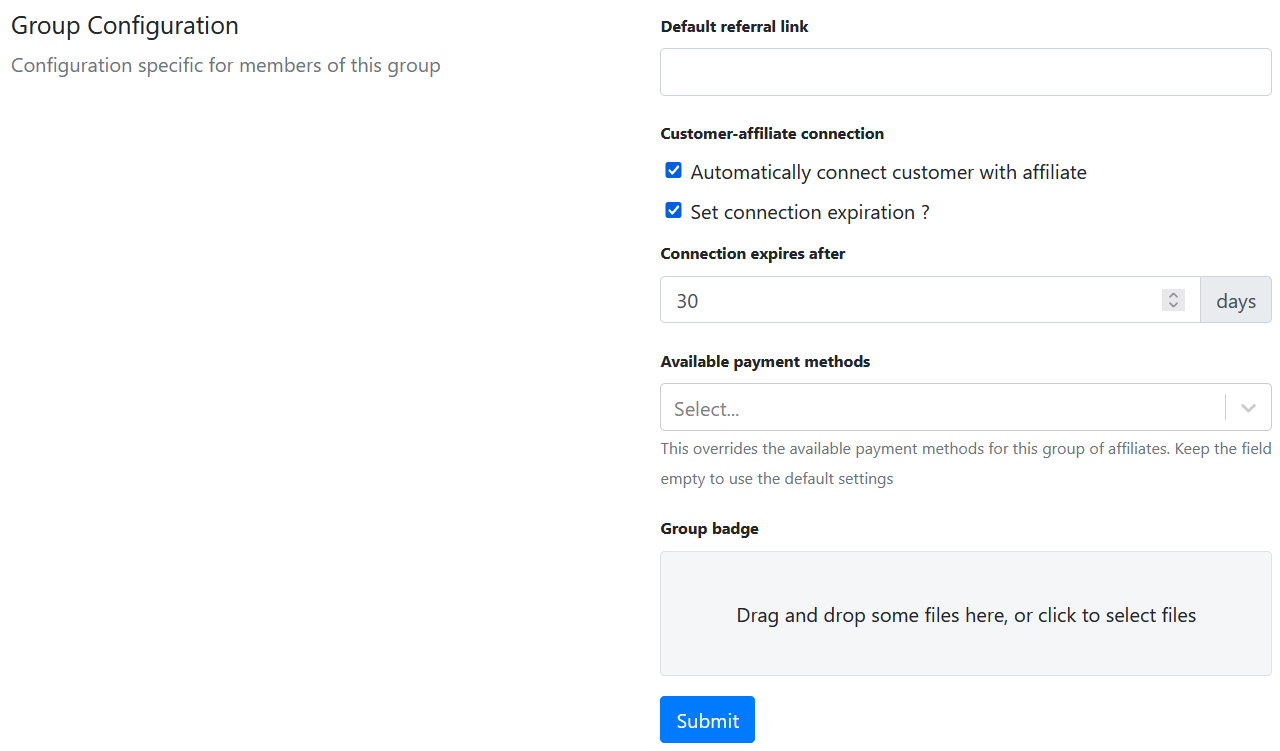 Group Configuration
Configuration specific for members of this group
Default referral link
Customer-affiliate connection
Automatically connect customer with affiliate
Set connection expiration ?
Connection expires after
30
days
Available payment methods
Select...
This overrides the available payment methods for this group of affiliates. Keep the field
empty to use the default settings
Group badge
Drag and drop some files here, or click to select files
Submit